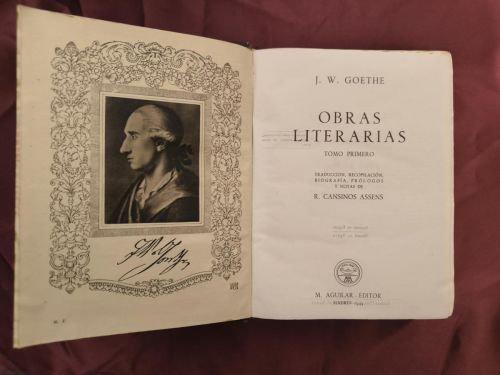 J. W. GOETHE
OBRAS
LITERARIAS
TOMO PRIMERO
TRADUCCIÓN, RECOPILACIÓN,
BIOGRAFÍA, PRÓLOGOS
Y NOTAS DE
R. CANSINOS ASSENS
M. AGUILAR - EDITOR
MADRID